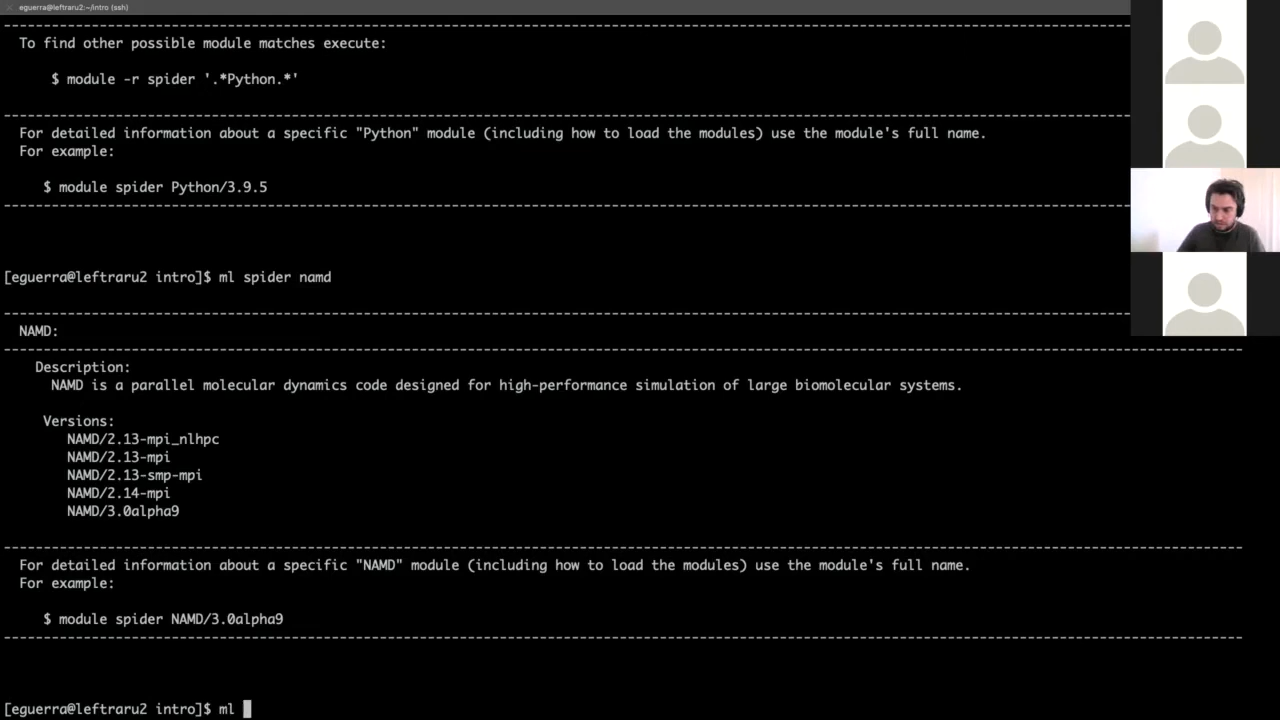 eguerra@leftraru2:~/intro (ssh)
To find other possible module matches execute:
$ module -r spider '.*Python.*'
For detailed information about a specific "Python" module (including how to load the modules) use the module's full name.
For example:
$ module spider Python/3.9.5
[eguerra@leftraru2 intro]$ ml spider namd
NAMD:
Description:
NAMD is a parallel molecular dynamics code designed for high-performance simulation of large biomolecular systems.
Versions:
NAMD/2.13-mpi_nlhpc
NAMD/2.13-mpi
NAMD/2.13-smp-mpi
NAMD/2.14-mpi
NAMD/3.0alpha9
For detailed information about a specific "NAMD" module (including how to load the modules) use the module's full name.
For example:
$ module spider NAMD/3.0alpha9
[eguerra@leftraru2 intro]$ ml